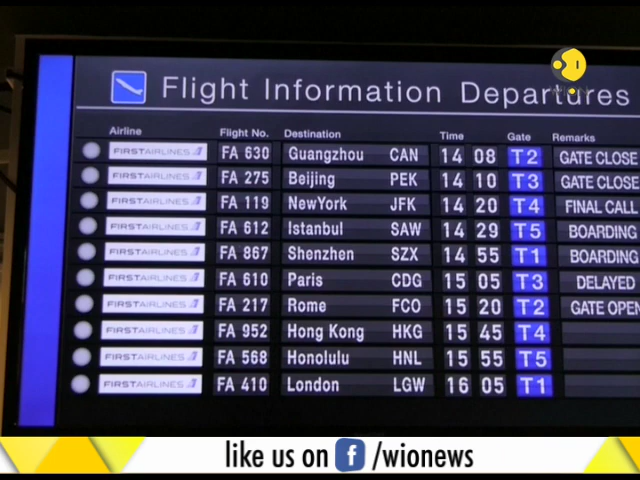 WION
Flight Information Departures
Airline Flight No. Destination Time Gate Remarks
FIRSTAIRLINES FA 630 Guangzhou CAN 14 08 T2 GATE CLOSE
FIRSTAIRLINES FA 275 Beijing PEK 14 10 T3 GATE CLOSE
FIRSTAIRLINES FA 119 NewYork JFK 14 20 T4 FINAL CALL
FIRSTAIRLINES FA 612 Istanbul SAW 14 29 T5 BOARDING
FIRSTAIRLINES FA 867 Shenzhen SZX 14 55 T1 BOARDING
FIRSTAIRLINES FA 610 Paris CDG 15 05 T3 DELAYED
FIRSTAIRLINES FA 217 Rome FCO 15 20 T2 GATE OPEN
FIRSTAIRLINES FA 952 Hong Kong HKG 15 45 T4
FIRSTAIRLINES FA 568 Honolulu HNL 15 55 T5
FIRSTAIRLINES FA 410 London LGW 16 05 T1
like us on f /wionews